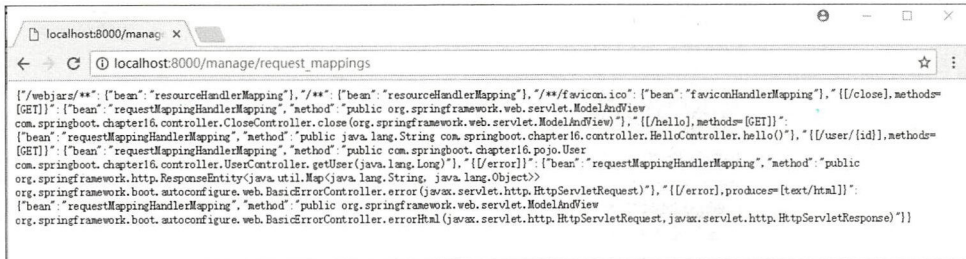 localhost:8000/manag
localhost:8000/manage/request_mappings
{"/webjars/**": {"bean": "resourceHandlerMapping"}, "/**": {"bean": "resourceHandlerMapping"}, "/**/favicon.ico": {"bean": "faviconHandlerMapping"}, "{[/close], methods=
[GET]}": {"bean": "requestMappingHandlerMapping", "method": "public org.springframework.web.servlet.ModelAndView
com.springboot.chapter16.controller.CloseController.close(org.springframework.web.servlet.ModelAndView)"}, "{[/hello], methods=[GET]}":
{"bean": "requestMappingHandlerMapping", "method": "public java.lang.String com.springboot.chapter16.controller.HelloController.hello()"}, "{[/user/{id}], methods=
[GET]}": {"bean": "requestMappingHandlerMapping", "method": "public com.springboot.chapter16.pojo.User
com.springboot.chapter16.controller.UserController.getUser(java.lang.Long)"}, "{[/error]}": {"bean": "requestMappingHandlerMapping", "method": "public
org.springframework.http.ResponseEntity<java.util.Map<java.lang.String, java.lang.Object>>
org.springframework.boot.autoconfigure.web.BasicErrorController.error(javax.servlet.http.HttpServletRequest)"}, "{[/error],produces=[text/html]}":
{"bean": "requestMappingHandlerMapping", "method": "public org.springframework.web.servlet.ModelAndView
org.springframework.boot.autoconfigure.web.BasicErrorController.errorHtml(javax.servlet.http.HttpServletRequest,javax.servlet.http.HttpServletResponse)"}}